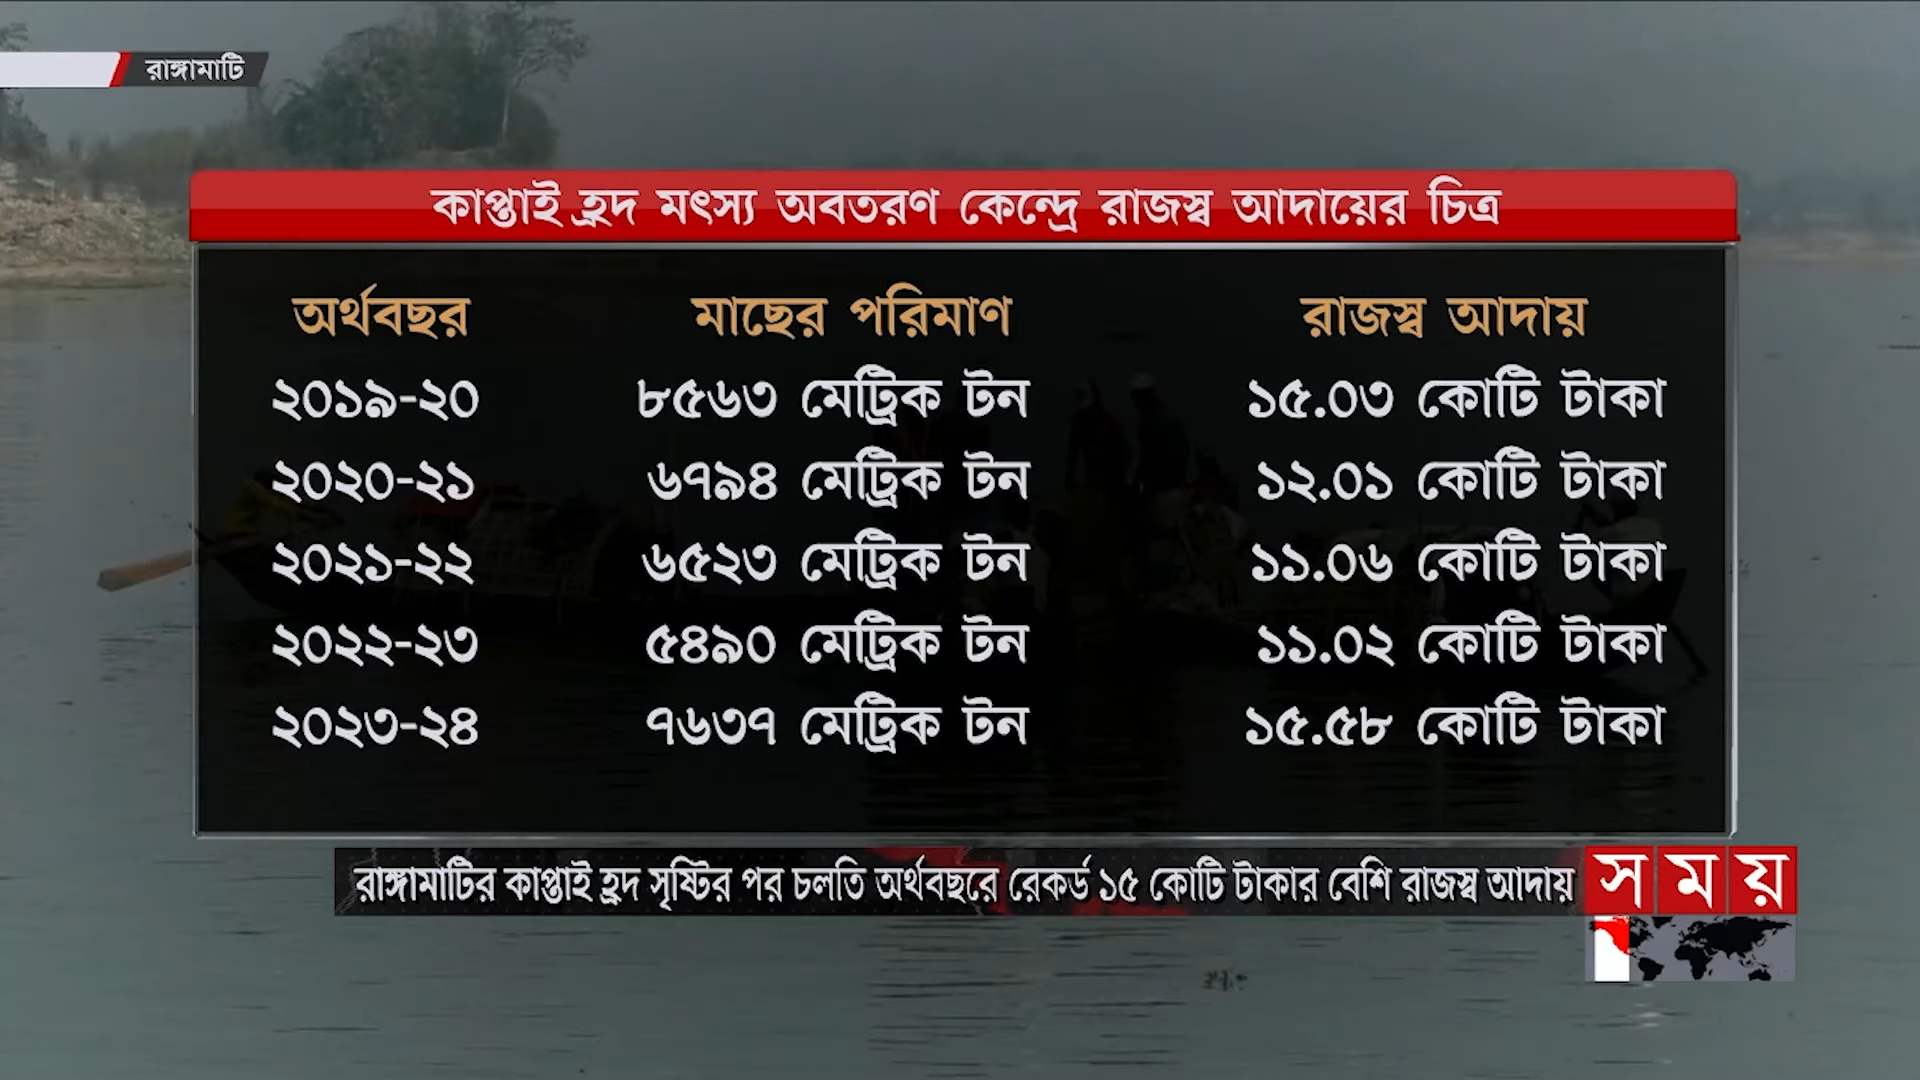 রাঙ্গামাটি
কাপ্তাই হ্রদ মৎস্য অবতরণ কেন্দ্রে রাজস্ব আদায়ের চিত্র
অর্থবছর মাছের পরিমাণ রাজস্ব আদায়
২০১৯-২০ ৮৫৬৩ মেট্রিক টন ১৫.০৩ কোটি টাকা
২০২০-২১ ৬৭৯৪ মেট্রিক টন ১২.০১ কোটি টাকা
২০২১-২২ ৬৫২৩ মেট্রিক টন ১১.০৬ কোটি টাকা
২০২২-২৩ ৫৪৯০ মেট্রিক টন ১১.০২ কোটি টাকা
২০২৩-২৪ ৭৬৩৭ মেট্রিক টন ১৫.৫৮ কোটি টাকা
রাঙ্গামাটির কাপ্তাই হ্রদ সৃষ্টির পর চলতি অর্থবছরে রেকর্ড ১৫ কোটি টাকার বেশি রাজস্ব আদায়
সময়